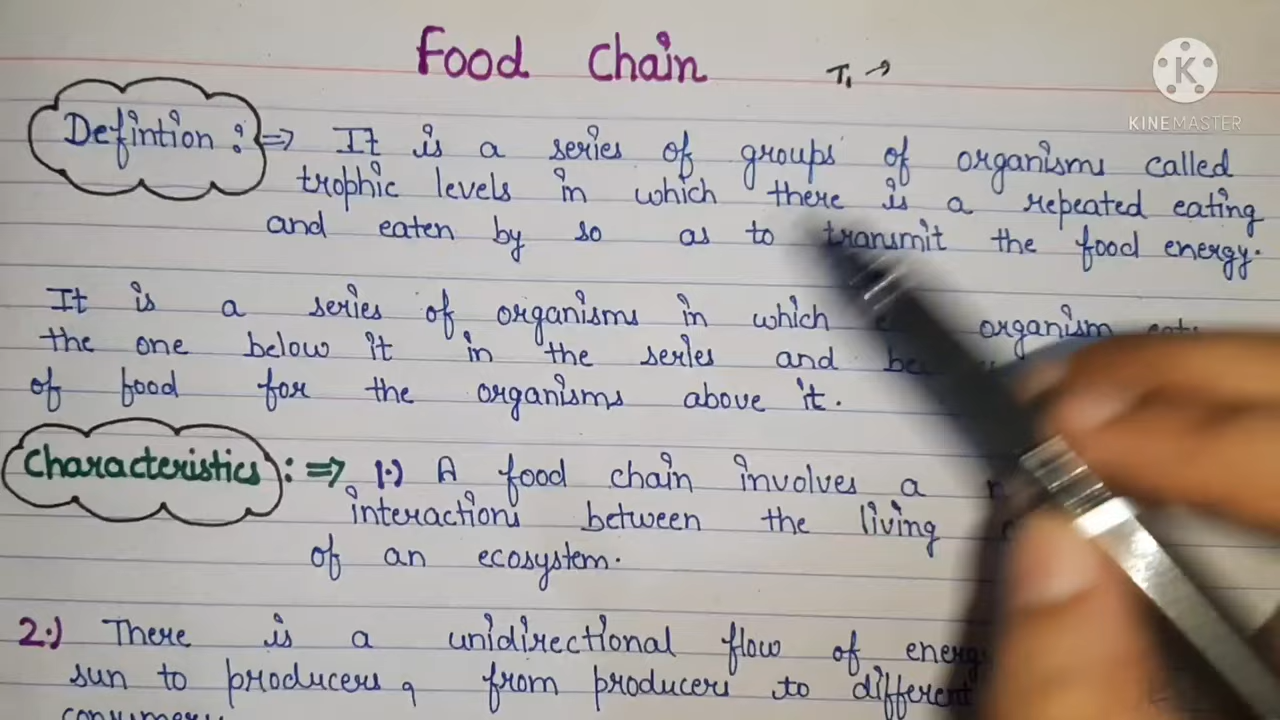 Food Chain T1 →
KINEMASTER
Defintion : ⇒ It is a series of groups of organisms called
trophic levels in which there is a repeated eating
and eaten by so as to transmit the food energy.
It is a series of organisms in which organism
the one below it in the series and
of food for the organisms above it.
Characteristics : ⇒ 1.) A food chain involves a
interactions between the living
of an ecosystem.
2.) There is a unidirectional flow of energy
sun to producers, from producers to different
consumers